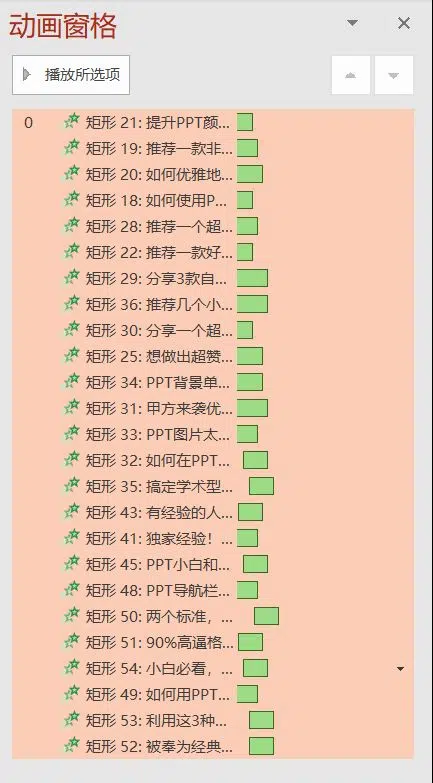 动画窗格
播放所选项
0 矩形 21: 提升PPT颜...
矩形 19: 推荐一款非...
矩形 20: 如何优雅地...
矩形 18: 如何使用P...
矩形 28: 推荐一个超...
矩形 22: 推荐一款好...
矩形 29: 分享3款自...
矩形 36: 推荐几个小...
矩形 30: 分享一个超...
矩形 25: 想做出超赞...
矩形 34: PPT背景单...
矩形 31: 甲方来袭优...
矩形 33: PPT图片太...
矩形 32: 如何在PPT...
矩形 35: 搞定学术型...
矩形 43: 有经验的人...
矩形 41: 独家经验！...
矩形 45: PPT小白和...
矩形 48: PPT导航栏...
矩形 50: 两个标准，...
矩形 51: 90%高逼格...
矩形 54: 小白必看，...
矩形 49: 如何用PPT...
矩形 53: 利用这3种...
矩形 52: 被奉为经典...